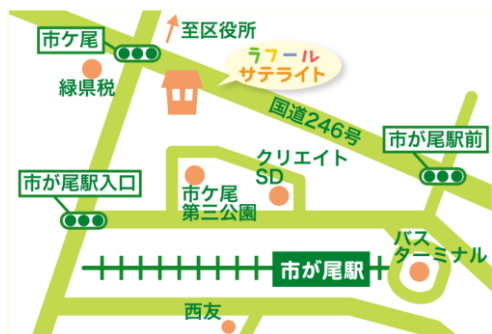 市ケ尾
至区役所
ラフール
サテライト
緑県税
国道246号
市が尾駅前
クリエイト
SD
市が尾駅入口
市ケ尾
第三公園
バス
ターミナル
市が尾駅
西友